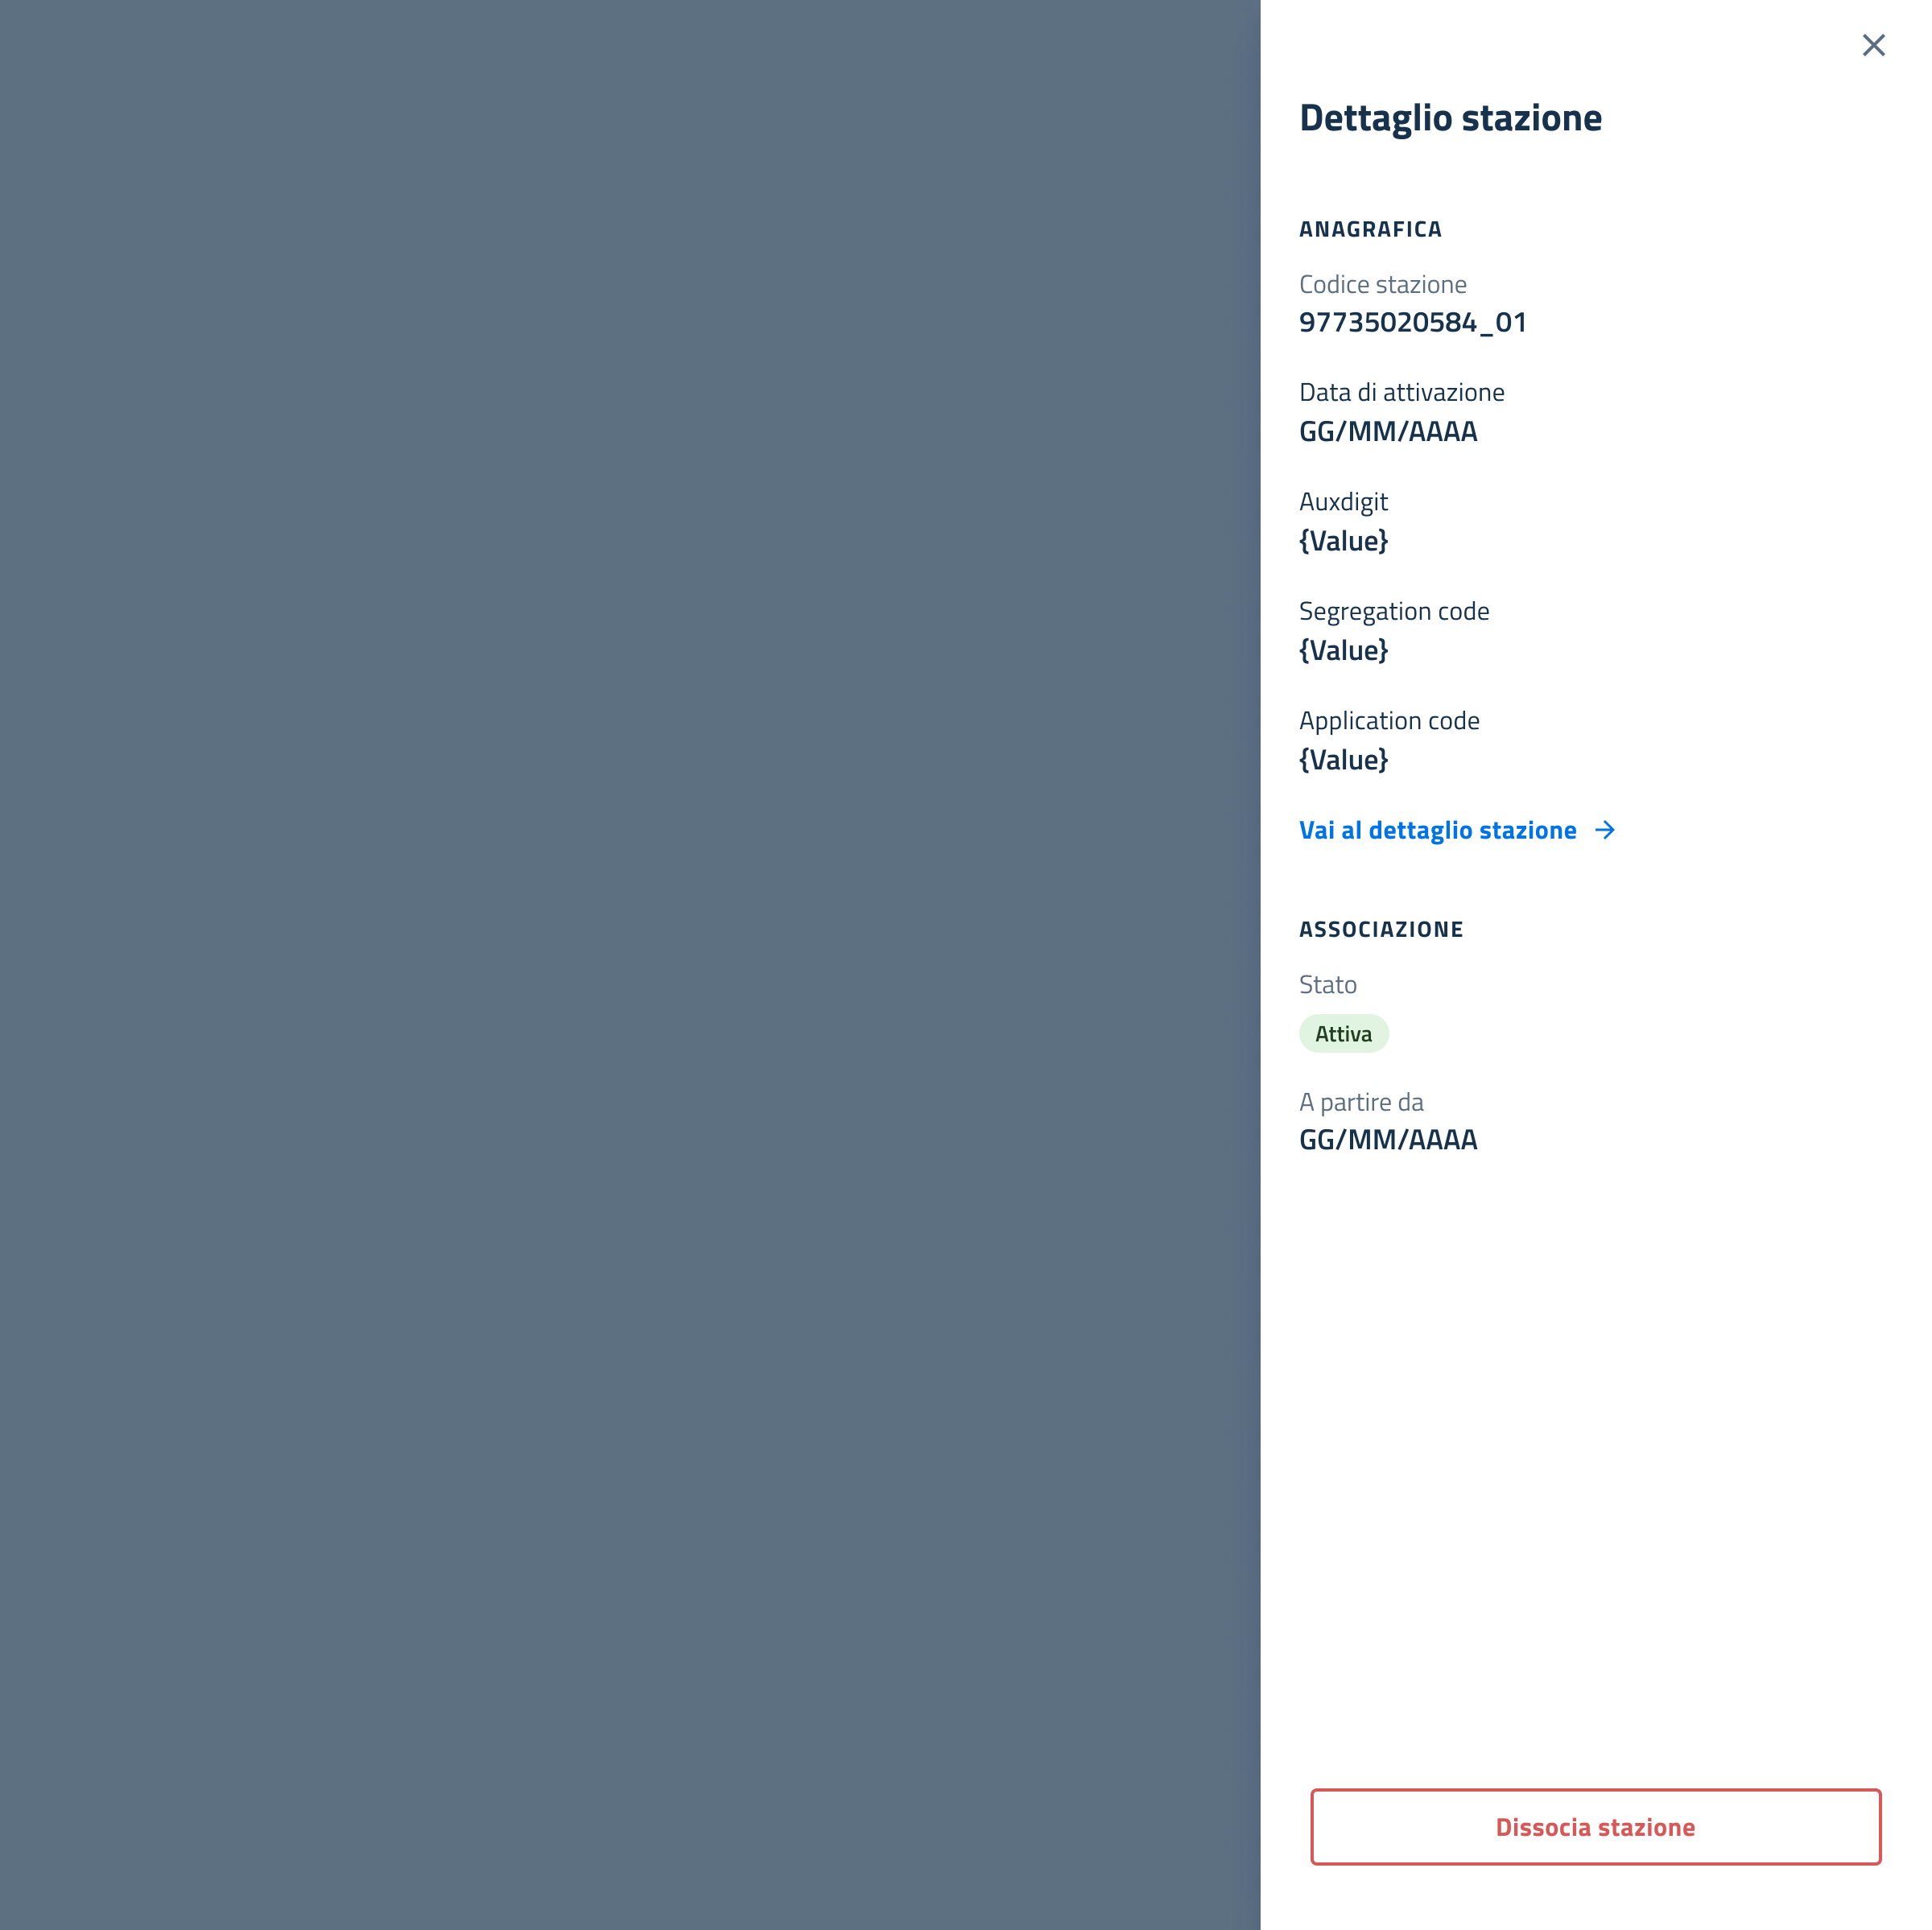 Dettaglio stazione
ANAGRAFICA
Codice stazione
97735020584_01
Data di attivazione
GG/MM/AAAA
Auxdigit
{Value}
Segregation code
{Value}
Application code
{Value}
Vai al dettaglio stazione
ASSOCIAZIONE
Stato
Attiva
A partire da
GG/MM/AAAA
Dissocia stazione